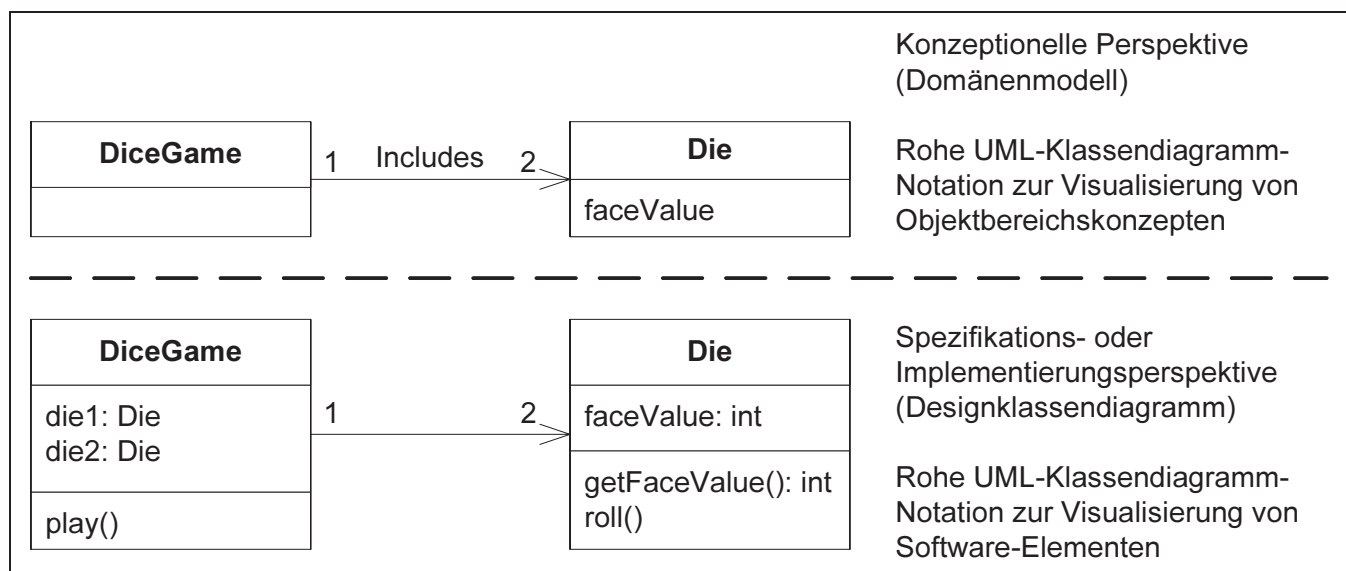 Konzeptionelle Perspektive
(Domänenmodell)
DiceGame
1 Includes 2
Die
faceValue
Rohe UML-Klassendiagramm-
Notation zur Visualisierung von
Objektbereichskonzepten
DiceGame
die1: Die
die2: Die
play()
1 2
Die
faceValue: int
getFaceValue(): int
roll()
Spezifikations- oder
Implementierungsperspektive
(Designklassendiagramm)
Rohe UML-Klassendiagramm-
Notation zur Visualisierung von
Software-Elementen